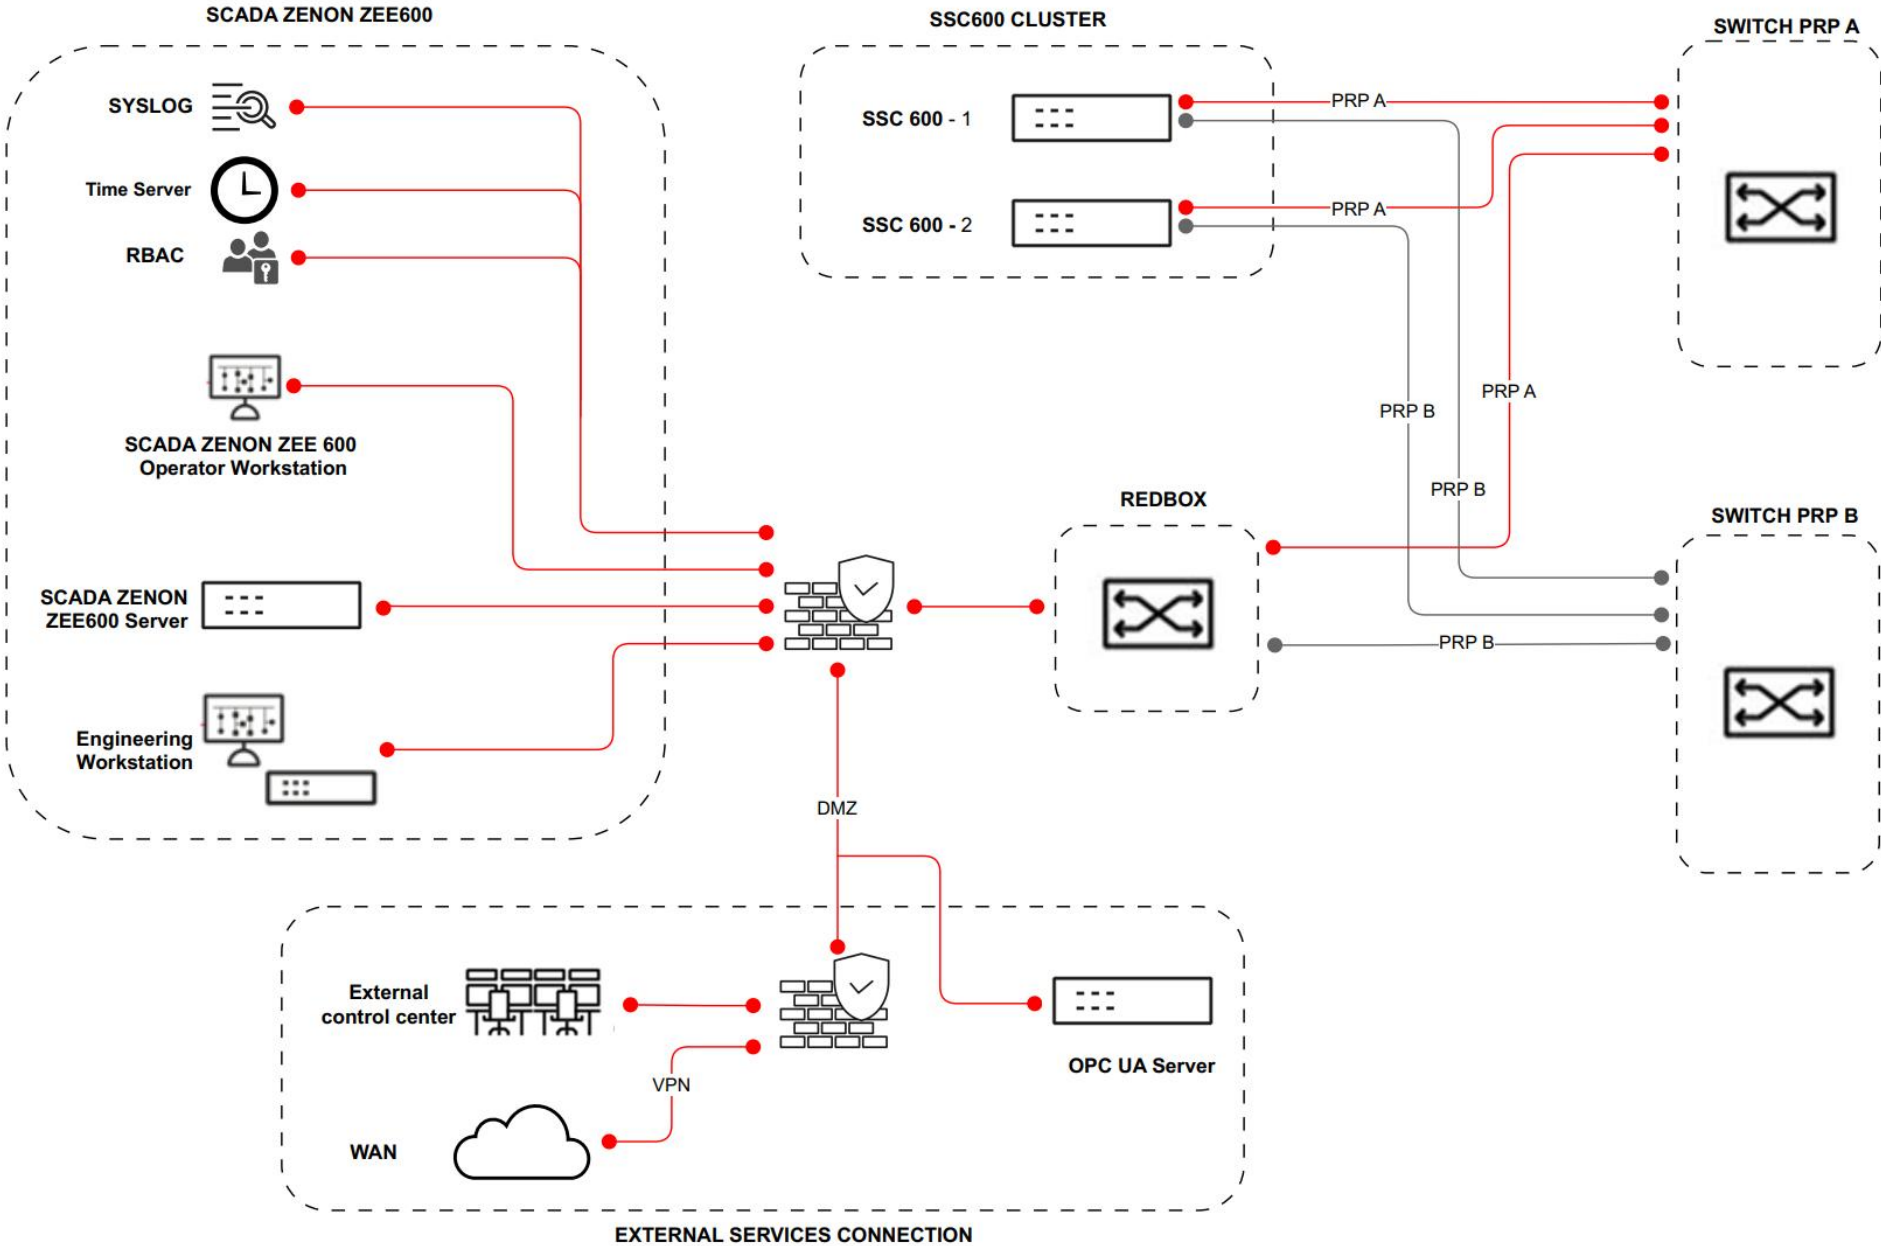 SCADA ZENON ZEE600
SSC600 CLUSTER
SWITCH PRP A
SYSLOG
Time Server
RBAC
SCADA ZENON ZEE 600
Operator Workstation
SCADA ZENON
ZEE600 Server
Engineering
Workstation
SSC 600 - 1
SSC 600 - 2
PRP A
PRP A
PRP A
PRP B
PRP B
REDBOX
SWITCH PRP B
PRP B
DMZ
External
control center
VPN
WAN
OPC UA Server
EXTERNAL SERVICES CONNECTION